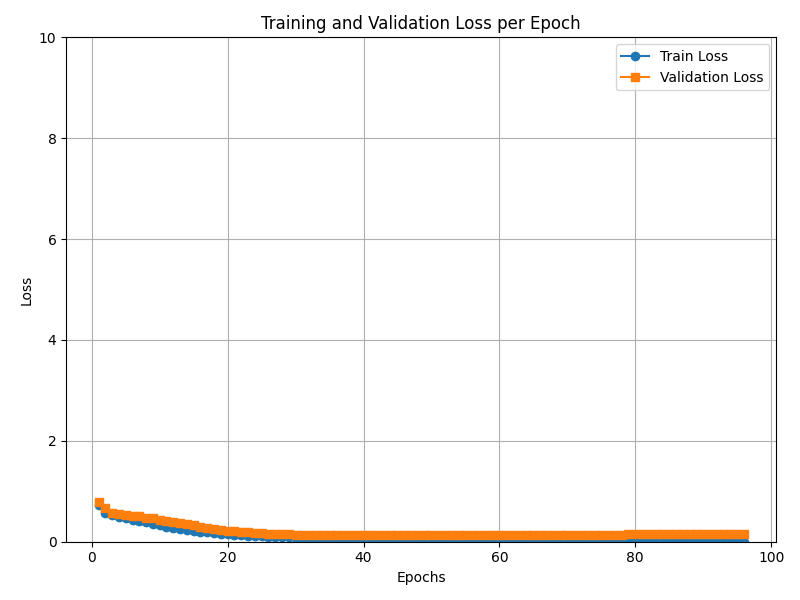 Training and Validation Loss per Epoch
Train Loss
Validation Loss
10
8
6
4
2
0
Loss
0 20 40 60 80 100
Epochs